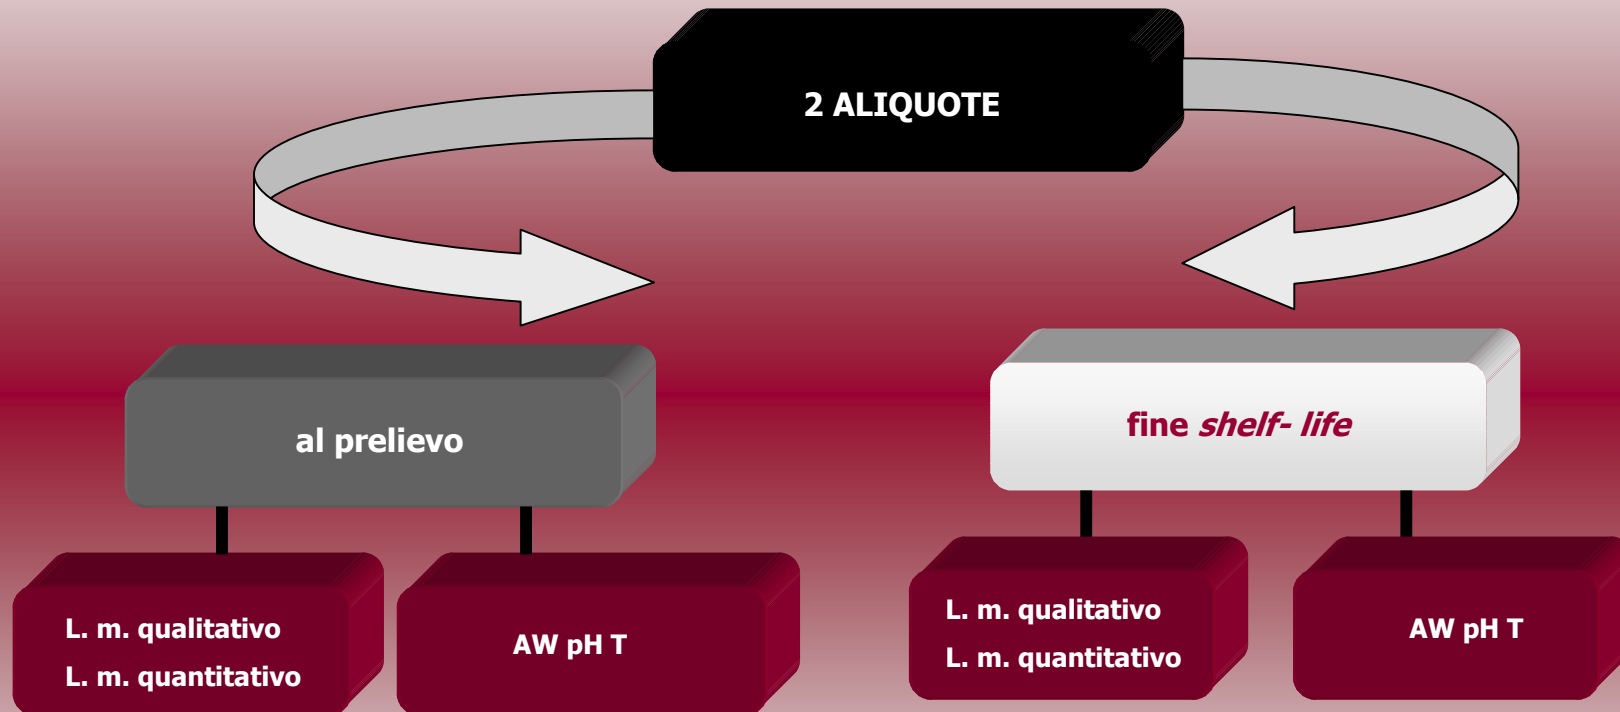 2 ALIQUOTE
al prelievo
fine shelf- life
L. m. qualitativo
L. m. quantitativo
AW pH T
L. m. qualitativo
L. m. quantitativo
AW pH T